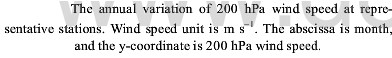 The annual variation of 200 hPa wind speed at repre-
sentative stations. Wind speed unit is m s⁻¹. The abscissa is month,
and the y-coordinate is 200 hPa wind speed.